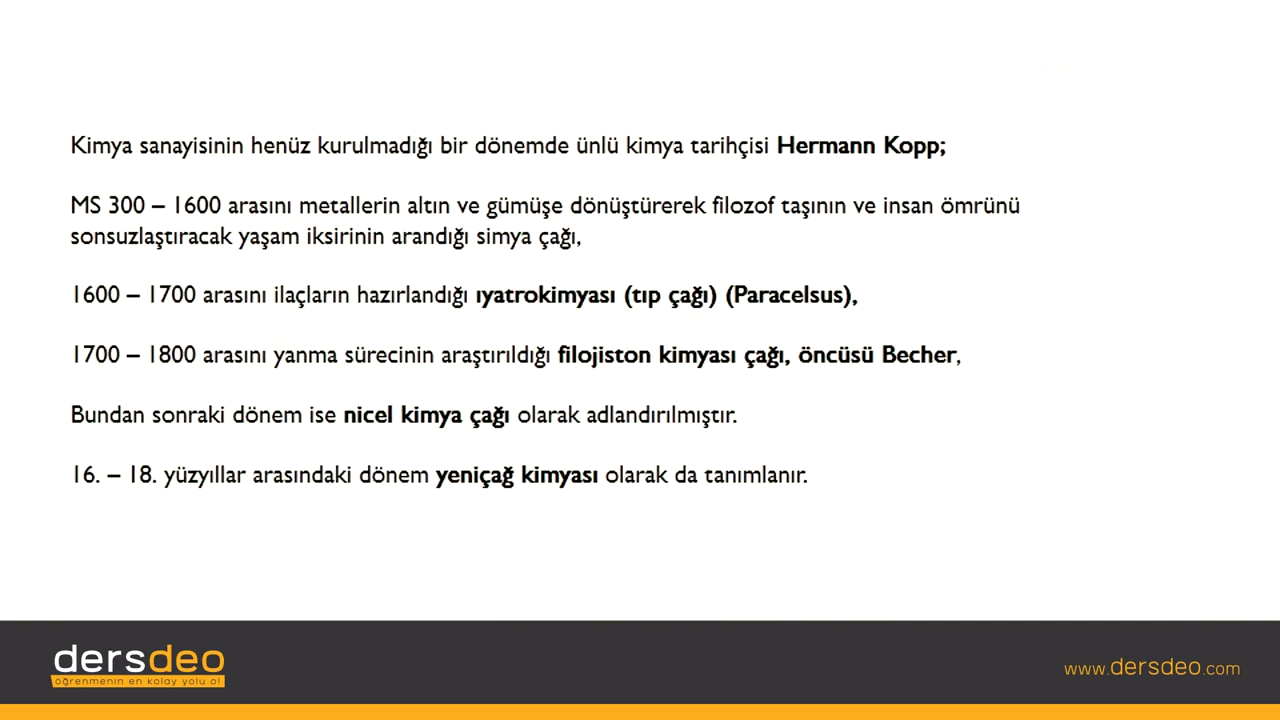 Kimya sanayisinin henüz kurulmadığı bir dönemde ünlü kimya tarihçisi Hermann Kopp;
MS 300 – 1600 arasını metallerin altın ve gümüşe dönüştürerek filozof taşının ve insan ömrünü
sonsuzlaştıracak yaşam iksirinin arandığı simya çağı,
1600 – 1700 arasını ilaçların hazırlandığı ıyatrokimyası (tıp çağı) (Paracelsus),
1700 – 1800 arasını yanma sürecinin araştırıldığı filojiston kimyası çağı, öncüsü Becher,
Bundan sonraki dönem ise nicel kimya çağı olarak adlandırılmıştır.
16. – 18. yüzyıllar arasındaki dönem yeniçağ kimyası olarak da tanımlanır.
dersdeo
öğrenmenin en kolay yolu o!
www.dersdeo.com